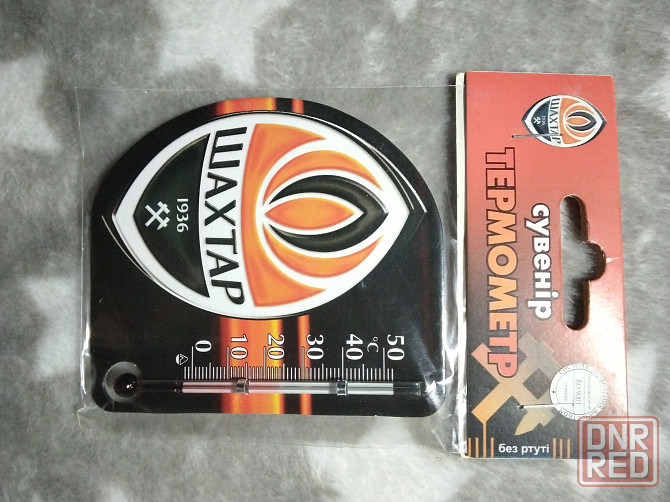 ШАХТАР
1936
0 10 20 30 40 50
°C
сувенір
ТЕРМОМЕТР
без ртуті
DNR
RED